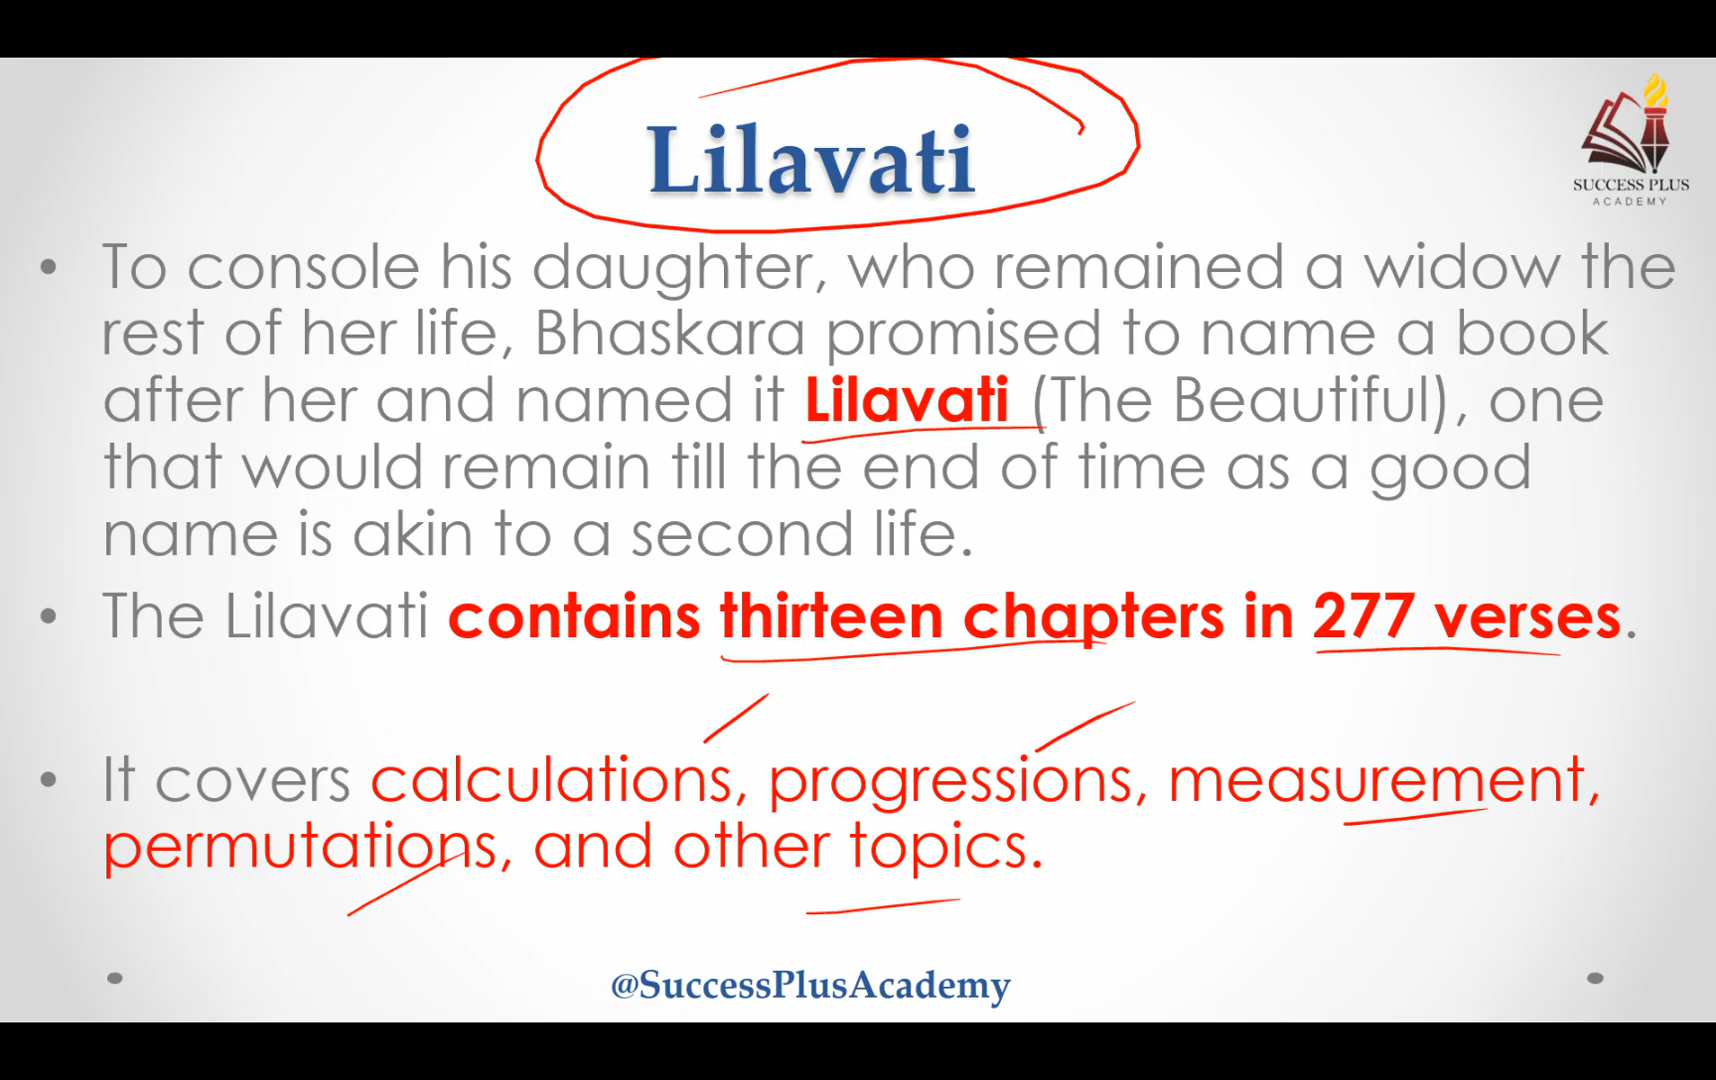 Lilavati
SUCCESS PLUS
ACADEMY
• To console his daughter, who remained a widow the
rest of her life, Bhaskara promised to name a book
after her and named it Lilavati (The Beautiful), one
that would remain till the end of time as a good
name is akin to a second life.
• The Lilavati contains thirteen chapters in 277 verses.
• It covers calculations, progressions, measurement,
permutations, and other topics.
@SuccessPlusAcademy